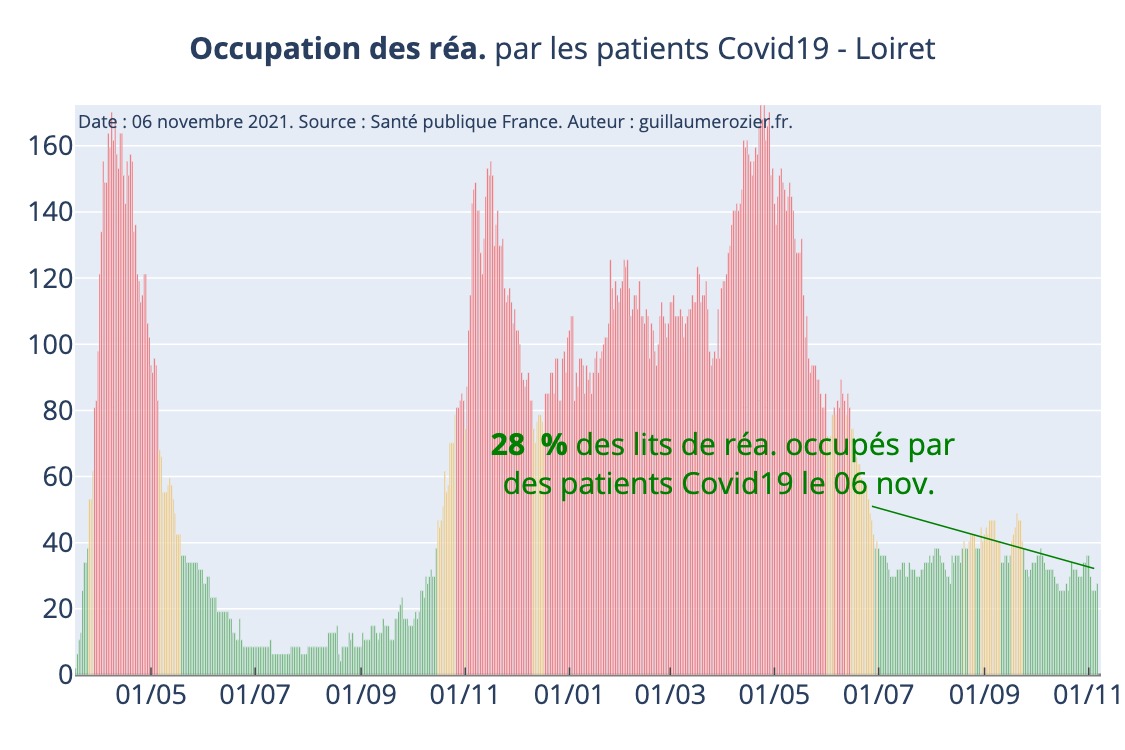 Occupation des réa. par les patients Covid19 - Loiret
Date : 06 novembre 2021. Source : Santé publique France. Auteur : guillaumerozier.fr.
160
140
120
100
80
60
40
20
0
28 % des lits de réa. occupés par
des patients Covid19 le 06 nov.
01/05 01/07 01/09 01/11 01/01 01/03 01/05 01/07 01/09 01/11